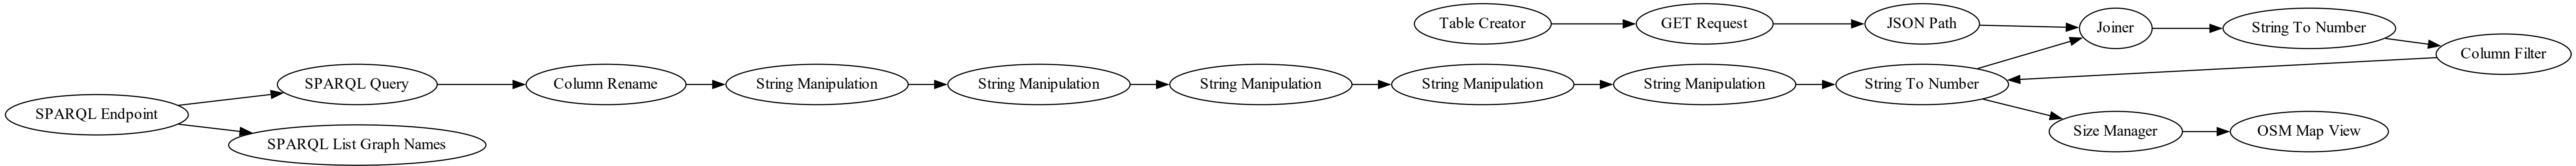 Table Creator
GET Request
JSON Path
Joiner
String To Number
Column Filter
SPARQL Query
Column Rename
String Manipulation
String Manipulation
String Manipulation
String Manipulation
String Manipulation
String To Number
SPARQL Endpoint
SPARQL List Graph Names
Size Manager
OSM Map View